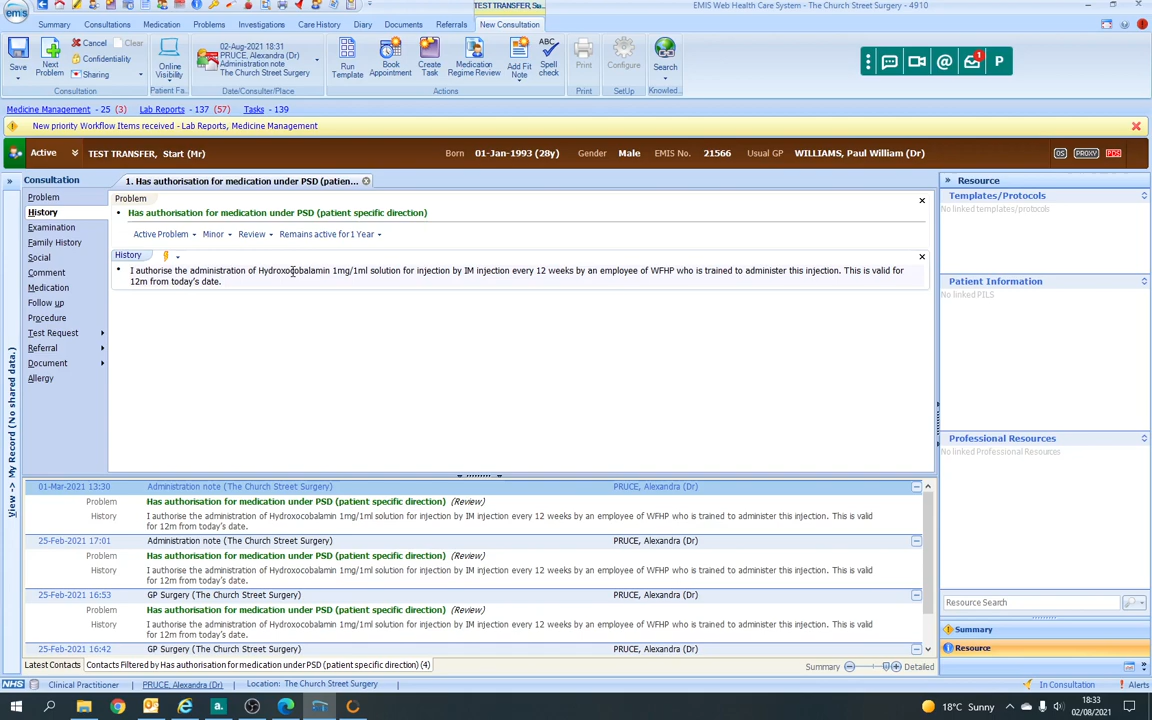 emis
TEST TRANSFER, Su...
EMIS Web Health Care System - The Church Street Surgery - 4910
Summary Consultations Medication Problems Investigations Care History Diary Documents Referrals New Consultation
Save
Next Problem
Cancel Clear
Confidentiality
Sharing
Consultation
Online Visibility
Patient Fa...
02-Aug-2021 18:31
PRUCE, Alexandra (Dr)
Administration note
The Church Street Surgery
Date/Consulter/Place
Run Template
Book Appointment
Create Task
Medication Regime Review
Add Fit Note
ABC
Spell check
Actions
Print
Print
Configure
SetUp
Search
Knowled...
@ 1 P
Medicine Management - 25 (3) Lab Reports - 137 (57) Tasks - 139
New priority Workflow Items received - Lab Reports, Medicine Management
Active TEST TRANSFER, Start (Mr) Born 01-Jan-1993 (28y) Gender Male EMIS No. 21566 Usual GP WILLIAMS, Paul William (Dr) OS PROXY PDS
View --> My Record (No shared data.)
Consultation
Problem
History
Examination
Family History
Social
Comment
Medication
Follow up
Procedure
Test Request
Referral
Document
Allergy
1. Has authorisation for medication under PSD (patien...
Problem
Has authorisation for medication under PSD (patient specific direction)
Active Problem Minor Review Remains active for 1 Year
History
I authorise the administration of Hydroxocobalamin 1mg/1ml solution for injection by IM injection every 12 weeks by an employee of WFHP who is trained to administer this injection. This is valid for
12m from today's date.
01-Mar-2021 13:30 Administration note (The Church Street Surgery) PRUCE, Alexandra (Dr)
Problem Has authorisation for medication under PSD (patient specific direction) (Review)
History I authorise the administration of Hydroxocobalamin 1mg/1ml solution for injection by IM injection every 12 weeks by an employee of WFHP who is trained to administer this injection. This is valid
for 12m from today's date.
25-Feb-2021 17:01 Administration note (The Church Street Surgery) PRUCE, Alexandra (Dr)
Problem Has authorisation for medication under PSD (patient specific direction) (Review)
History I authorise the administration of Hydroxocobalamin 1mg/1ml solution for injection by IM injection every 12 weeks by an employee of WFHP who is trained to administer this injection. This is valid
for 12m from today's date.
25-Feb-2021 16:53 GP Surgery (The Church Street Surgery) PRUCE, Alexandra (Dr)
Problem Has authorisation for medication under PSD (patient specific direction) (Review)
History I authorise the administration of Hydroxocobalamin 1mg/1ml solution for injection by IM injection every 12 weeks by an employee of WFHP who is trained to administer this injection. This is valid
for 12m from today's date.
25-Feb-2021 16:42 GP Surgery (The Church Street Surgery) PRUCE, Alexandra (Dr)
Latest Contacts Contacts Filtered by Has authorisation for medication under PSD (patient specific direction) (4) Summary Detailed
Resource
Templates/Protocols
No linked templates/protocols
Patient Information
No linked PILS
Professional Resources
No linked Professional Resources
Resource Search
Summary
Resource
NHS Clinical Practitioner PRUCE, Alexandra (Dr) Location: The Church Street Surgery In Consultation Alerts
a.
18°C Sunny
18:33
02/08/2021